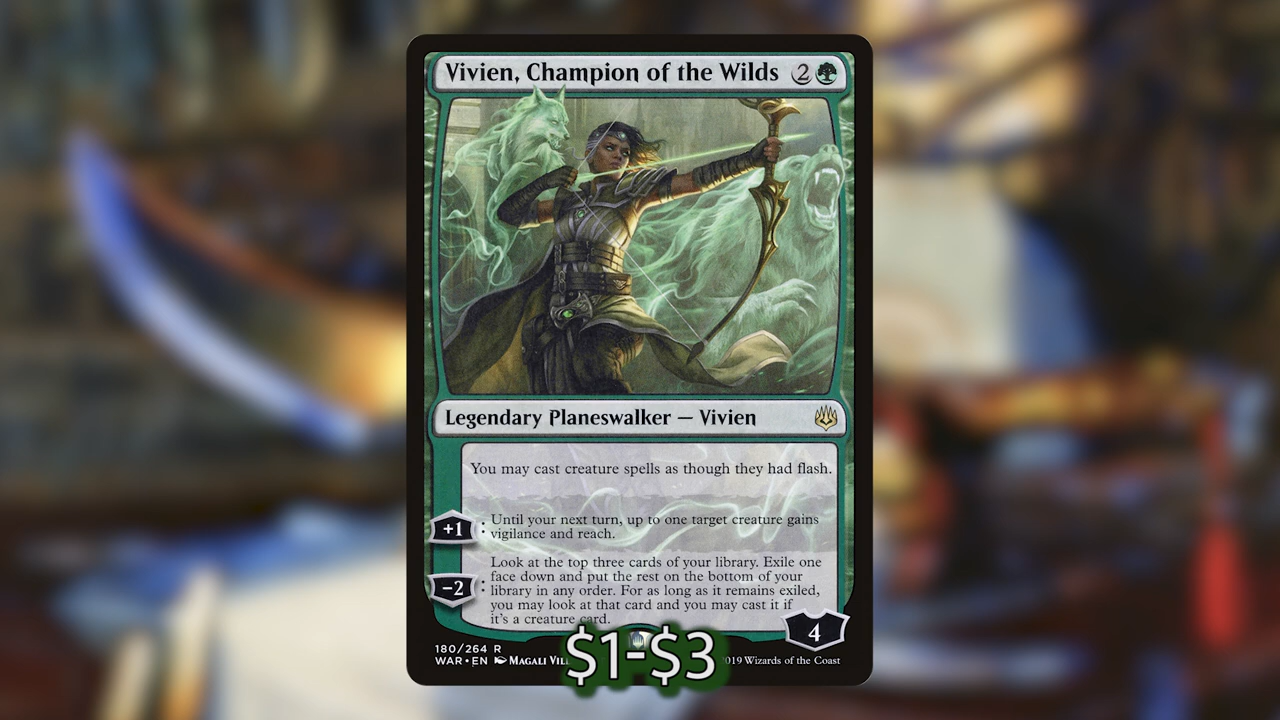 Vivien, Champion of the Wilds 2
Legendary Planeswalker — Vivien
You may cast creature spells as though they had flash.
+1 : Until your next turn, up to one target creature gains
vigilance and reach.
Look at the top three cards of your library. Exile one
face down and put the rest on the bottom of your
−2 : library in any order. For as long as it remains exiled,
you may look at that card and you may cast it if
it's a creature card.
4
180/264 R
WAR • EN MAGALI
2019 Wizards of the Coast
$1-$3